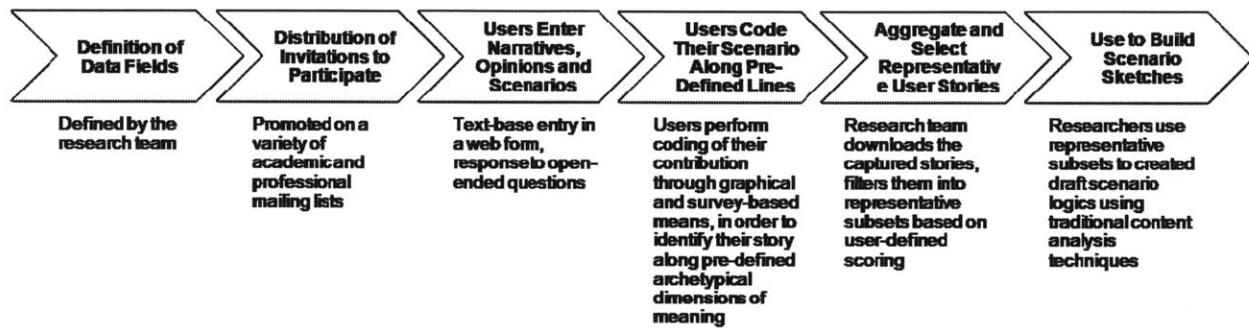 Definition of
Data Fields
Distribution of
Invitations to
Participate
Users Enter
Narratives,
Opinions and
Scenarios
Users Code
Their Scenario
Along Pre-
Defined Lines
Aggregate and
Select
Representativ
e User Stories
Use to Build
Scenario
Sketches
Defined by the
research team
Promoted on a
variety of
academic and
professional
mailing lists
Text-base entry in
a web form,
response to open-
ended questions
Users perform
coding of their
contribution
through graphical
and survey-based
means, in order to
identify their story
along pre-defined
archetypical
dimensions of
meaning
Research team
downloads the
captured stories,
filters them into
representative
subsets based on
user-defined
scoring
Researchers use
representative
subsets to created
draft scenario
logics using
traditional content
analysis
techniques